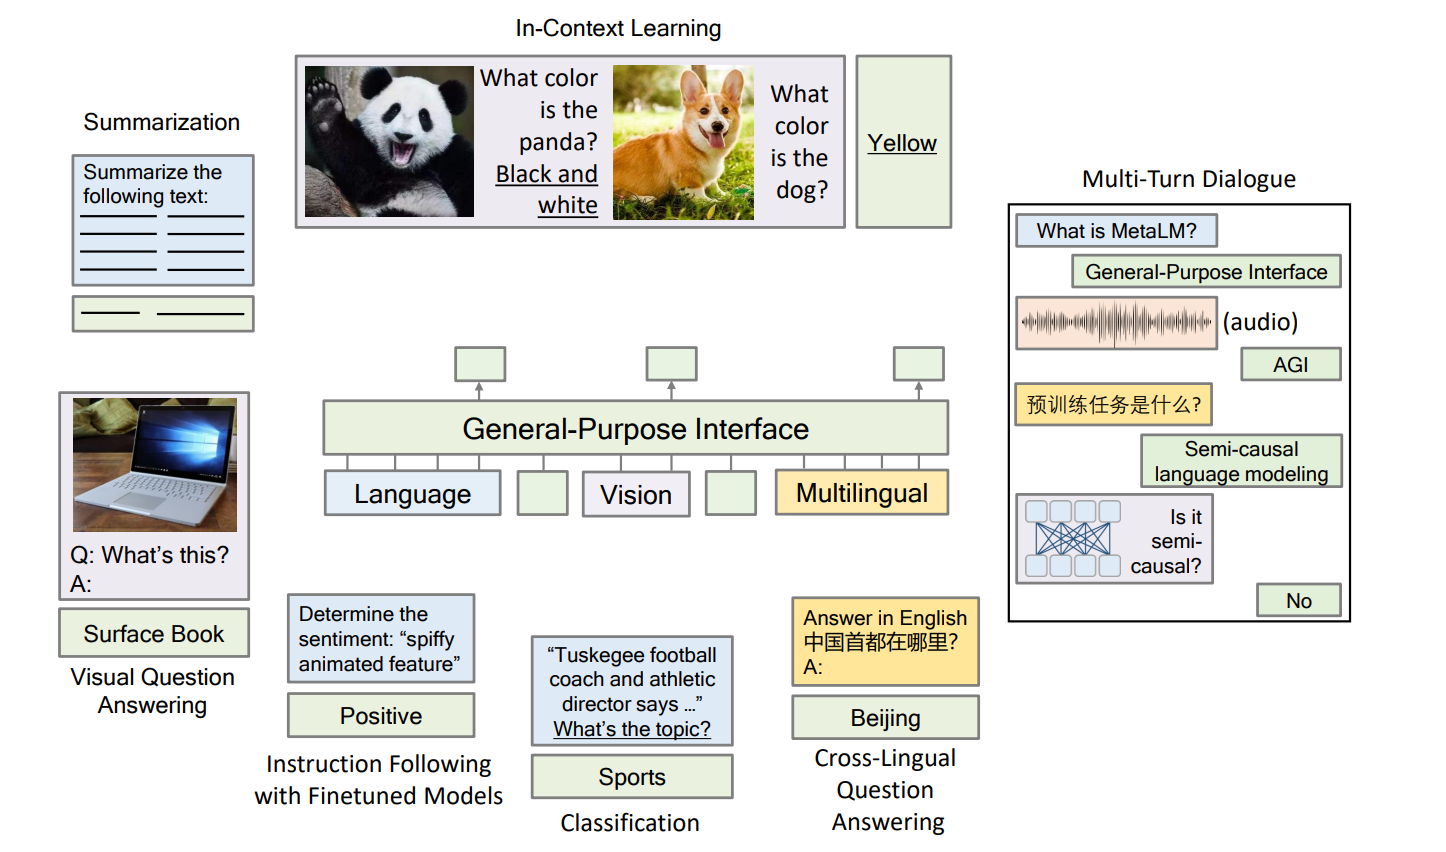 In-Context Learning
What color
is the
panda?
Black and
white
What
color
is the
dog?
Yellow
Summarization
Summarize the
following text:
Multi-Turn Dialogue
What is MetaLM?
General-Purpose Interface
(audio)
AGI
预训练任务是什么?
Semi-causal
language modeling
Is it
semi-
causal?
No
General-Purpose Interface
Language
Vision
Multilingual
Q: What's this?
A:
Surface Book
Visual Question
Answering
Determine the
sentiment: “spiffy
animated feature”
Positive
Instruction Following
with Finetuned Models
“Tuskegee football
coach and athletic
director says ...”
What's the topic?
Sports
Classification
Answer in English
中国首都在哪里?
A:
Beijing
Cross-Lingual
Question
Answering